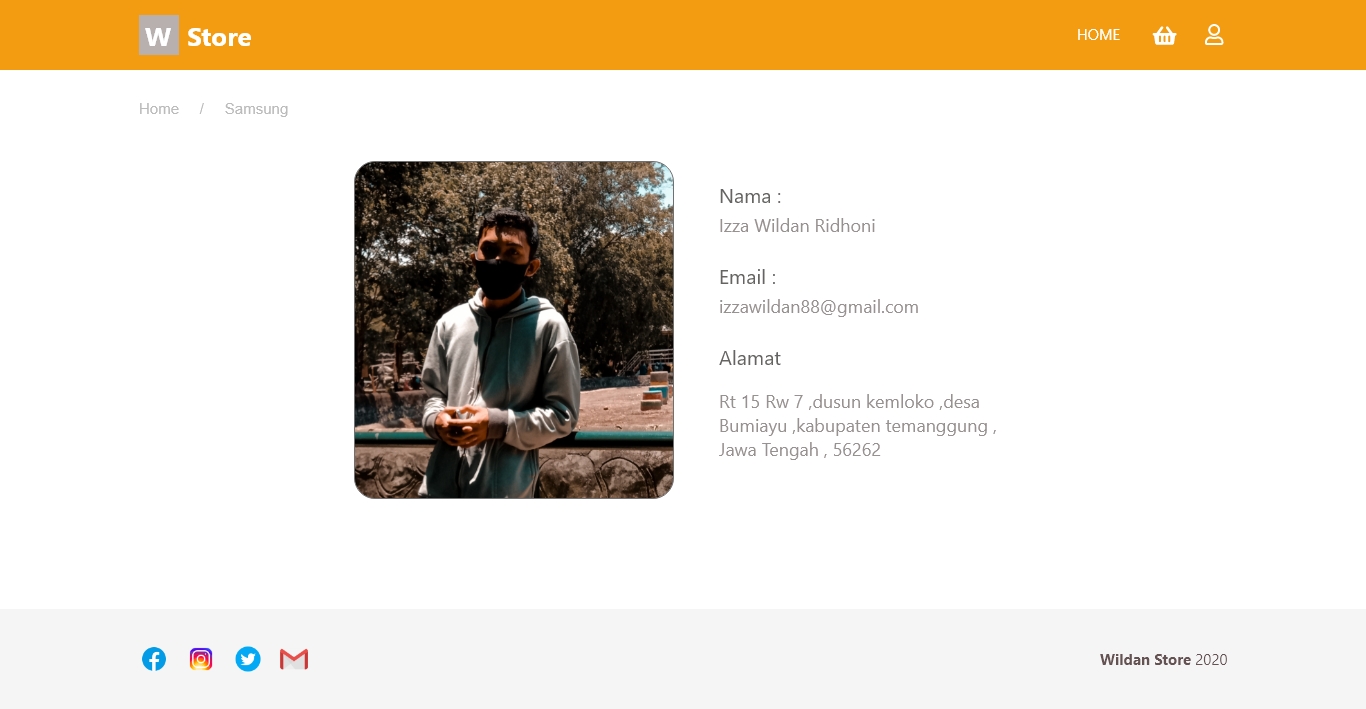 W Store
HOME
Home / Samsung
Nama :
Izza Wildan Ridhoni
Email :
izzawildan88@gmail.com
Alamat
Rt 15 Rw 7 ,dusun kemloko ,desa
Bumiayu ,kabupaten temanggung ,
Jawa Tengah , 56262
Wildan Store 2020